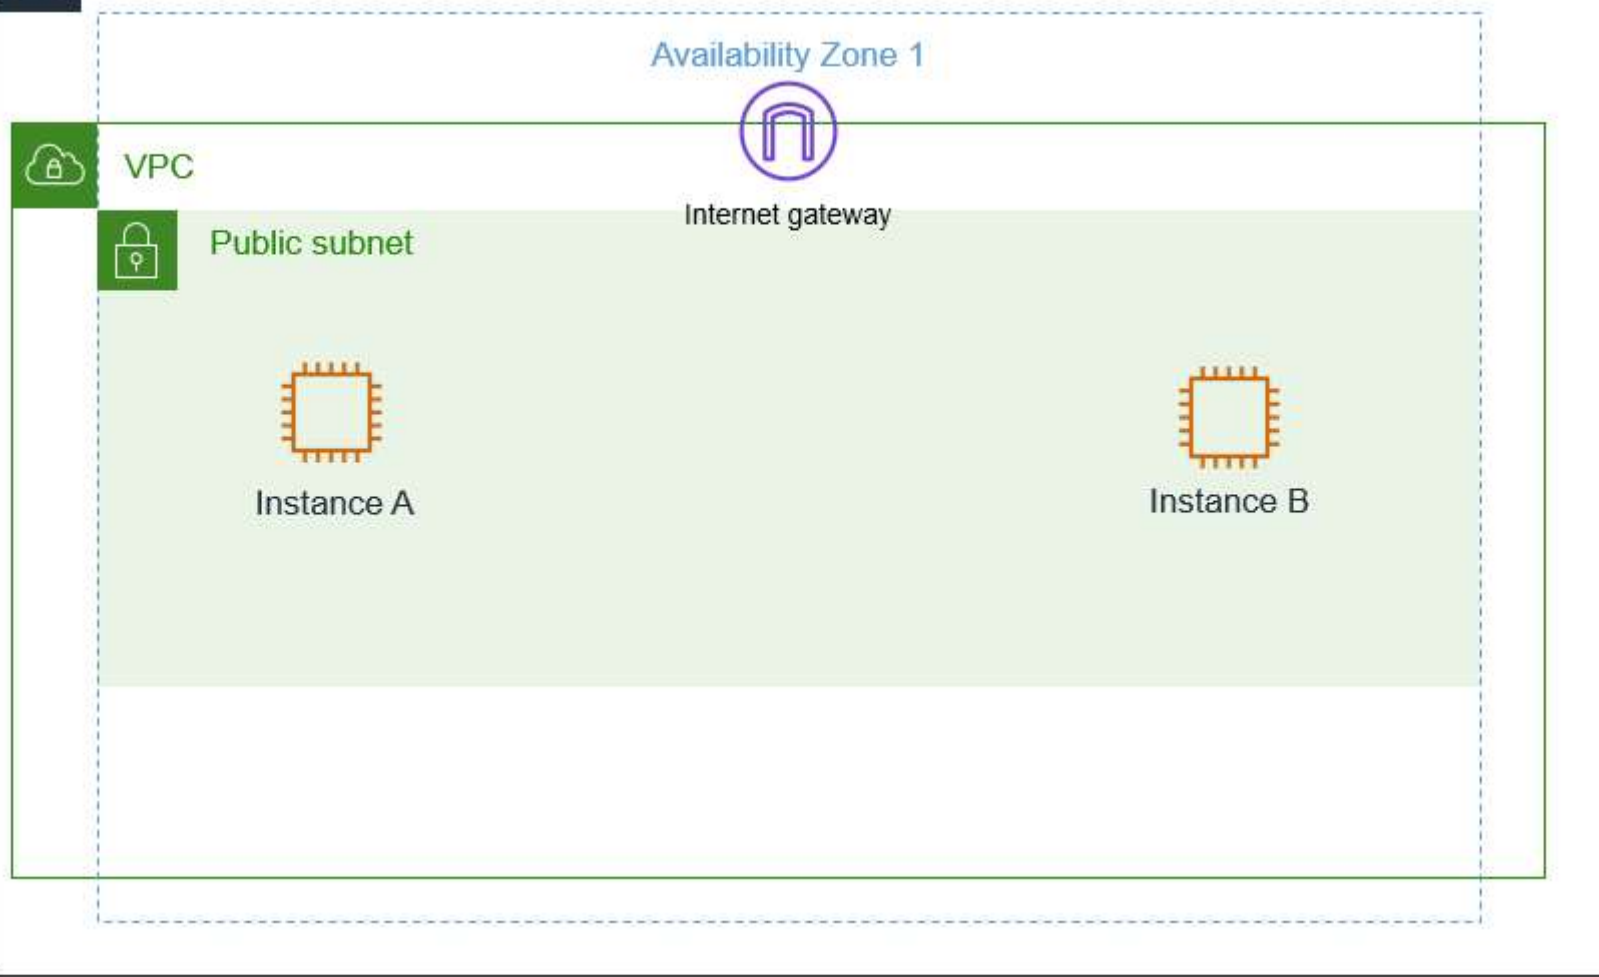 Availability Zone 1
VPC
Internet gateway
Public subnet
Instance A
Instance B